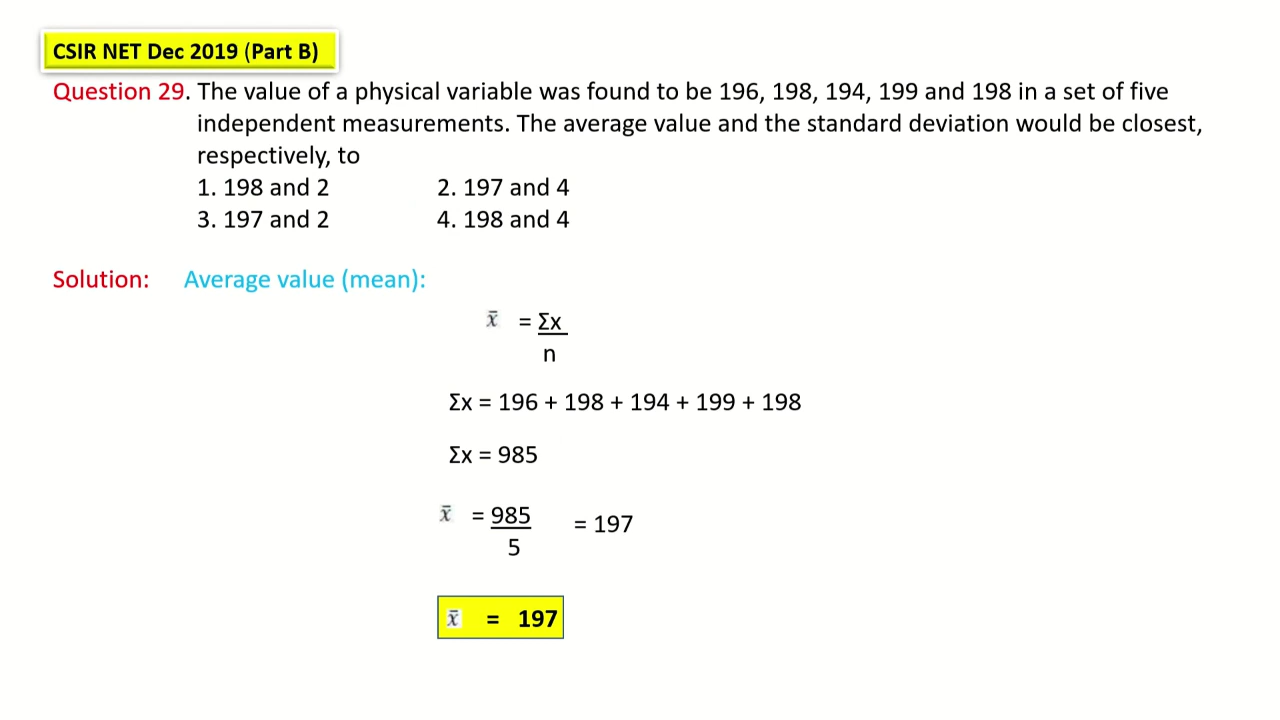 CSIR NET Dec 2019 (Part B)
Question 29. The value of a physical variable was found to be 196, 198, 194, 199 and 198 in a set of five
independent measurements. The average value and the standard deviation would be closest,
respectively, to
1. 198 and 2 2. 197 and 4
3. 197 and 2 4. 198 and 4
Solution: Average value (mean):
x̄ = Σx
n
Σx = 196 + 198 + 194 + 199 + 198
Σx = 985
x̄ = 985 = 197
5
x̄ = 197